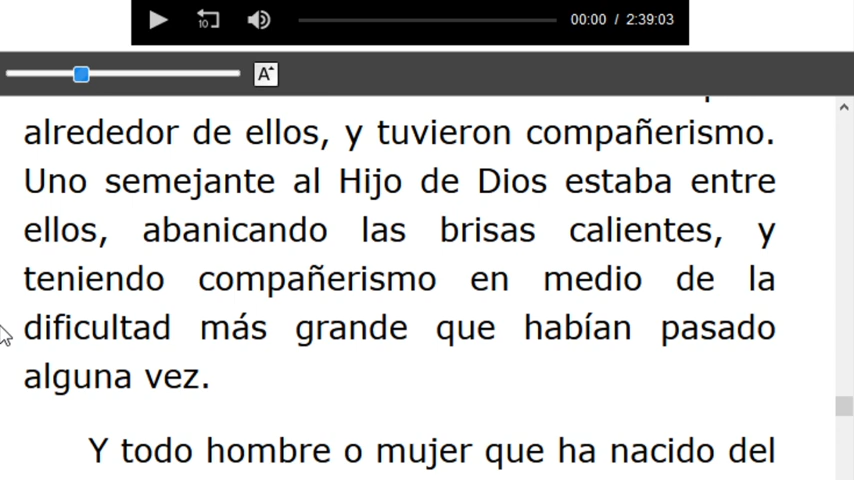 10
00:00 / 2:39:03
A
alrededor de ellos, y tuvieron compañerismo.
Uno semejante al Hijo de Dios estaba entre
ellos, abanicando las brisas calientes, y
teniendo compañerismo en medio de la
dificultad más grande que habían pasado
alguna vez.
Y todo hombre o mujer que ha nacido del